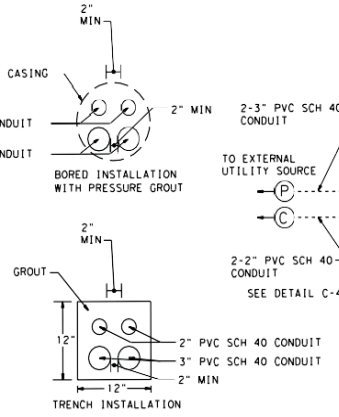 2"
MIN
CASING
NDUIT
NDUIT
2" MIN
BORED INSTALLATION
WITH PRESSURE GROUT
2-3" PVC SCH 40
CONDUIT
TO EXTERNAL
UTILITY SOURCE
P
C
2-2" PVC SCH 40-
CONDUIT
SEE DETAIL C-4
2"
MIN
GROUT
12"
2" PVC SCH 40 CONDUIT
3" PVC SCH 40 CONDUIT
2" MIN
12"
TRENCH INSTALLATION